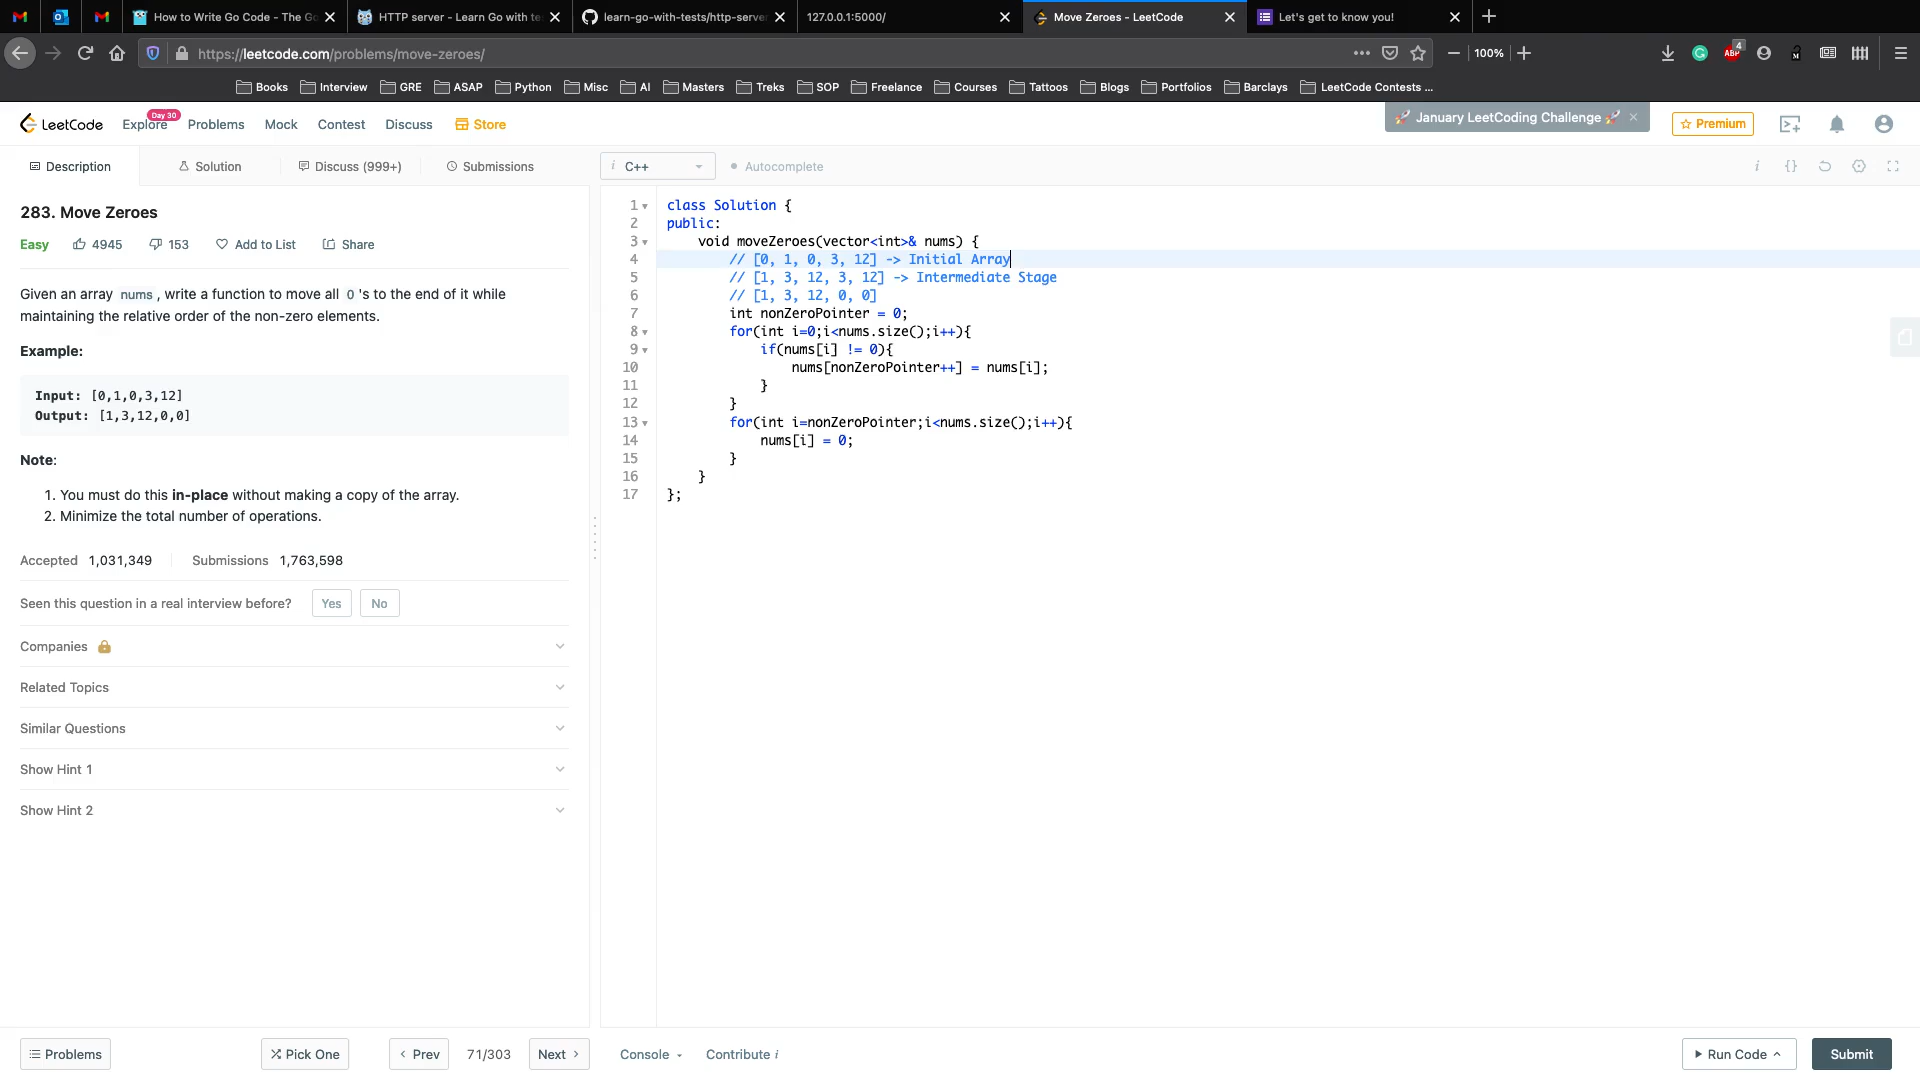 How to Write Go Code - The Go
HTTP server - Learn Go with te
learn-go-with-tests/http-server
127.0.0.1:5000/
Move Zeroes - LeetCode
Let's get to know you!
https://leetcode.com/problems/move-zeroes/
100%
ABP
4
Books
Interview
GRE
ASAP
Python
Misc
AI
Masters
Treks
SOP
Freelance
Courses
Tattoos
Blogs
Portfolios
Barclays
LeetCode Contests ...
LeetCode
Explore
Day 30
Problems
Mock
Contest
Discuss
Store
🚀 January LeetCoding Challenge 🚀
Premium
Description
Solution
Discuss (999+)
Submissions
i C++
Autocomplete
i
{}
283. Move Zeroes
Easy
4945
153
Add to List
Share
Given an array nums , write a function to move all 0 's to the end of it while
maintaining the relative order of the non-zero elements.
Example:
Input: [0,1,0,3,12]
Output: [1,3,12,0,0]
Note:
1. You must do this in-place without making a copy of the array.
2. Minimize the total number of operations.
Accepted 1,031,349
Submissions 1,763,598
Seen this question in a real interview before?
Yes
No
Companies
Related Topics
Similar Questions
Show Hint 1
Show Hint 2
1 class Solution {
2 public:
3 void moveZeroes(vector<int>& nums) {
4 // [0, 1, 0, 3, 12] -> Initial Array
5 // [1, 3, 12, 3, 12] -> Intermediate Stage
6 // [1, 3, 12, 0, 0]
7 int nonZeroPointer = 0;
8 for(int i=0;i<nums.size();i++){
9 if(nums[i] != 0){
10 nums[nonZeroPointer++] = nums[i];
11 }
12 }
13 for(int i=nonZeroPointer;i<nums.size();i++){
14 nums[i] = 0;
15 }
16 }
17 };
Problems
Pick One
Prev
71/303
Next
Console
Contribute i
Run Code
Submit